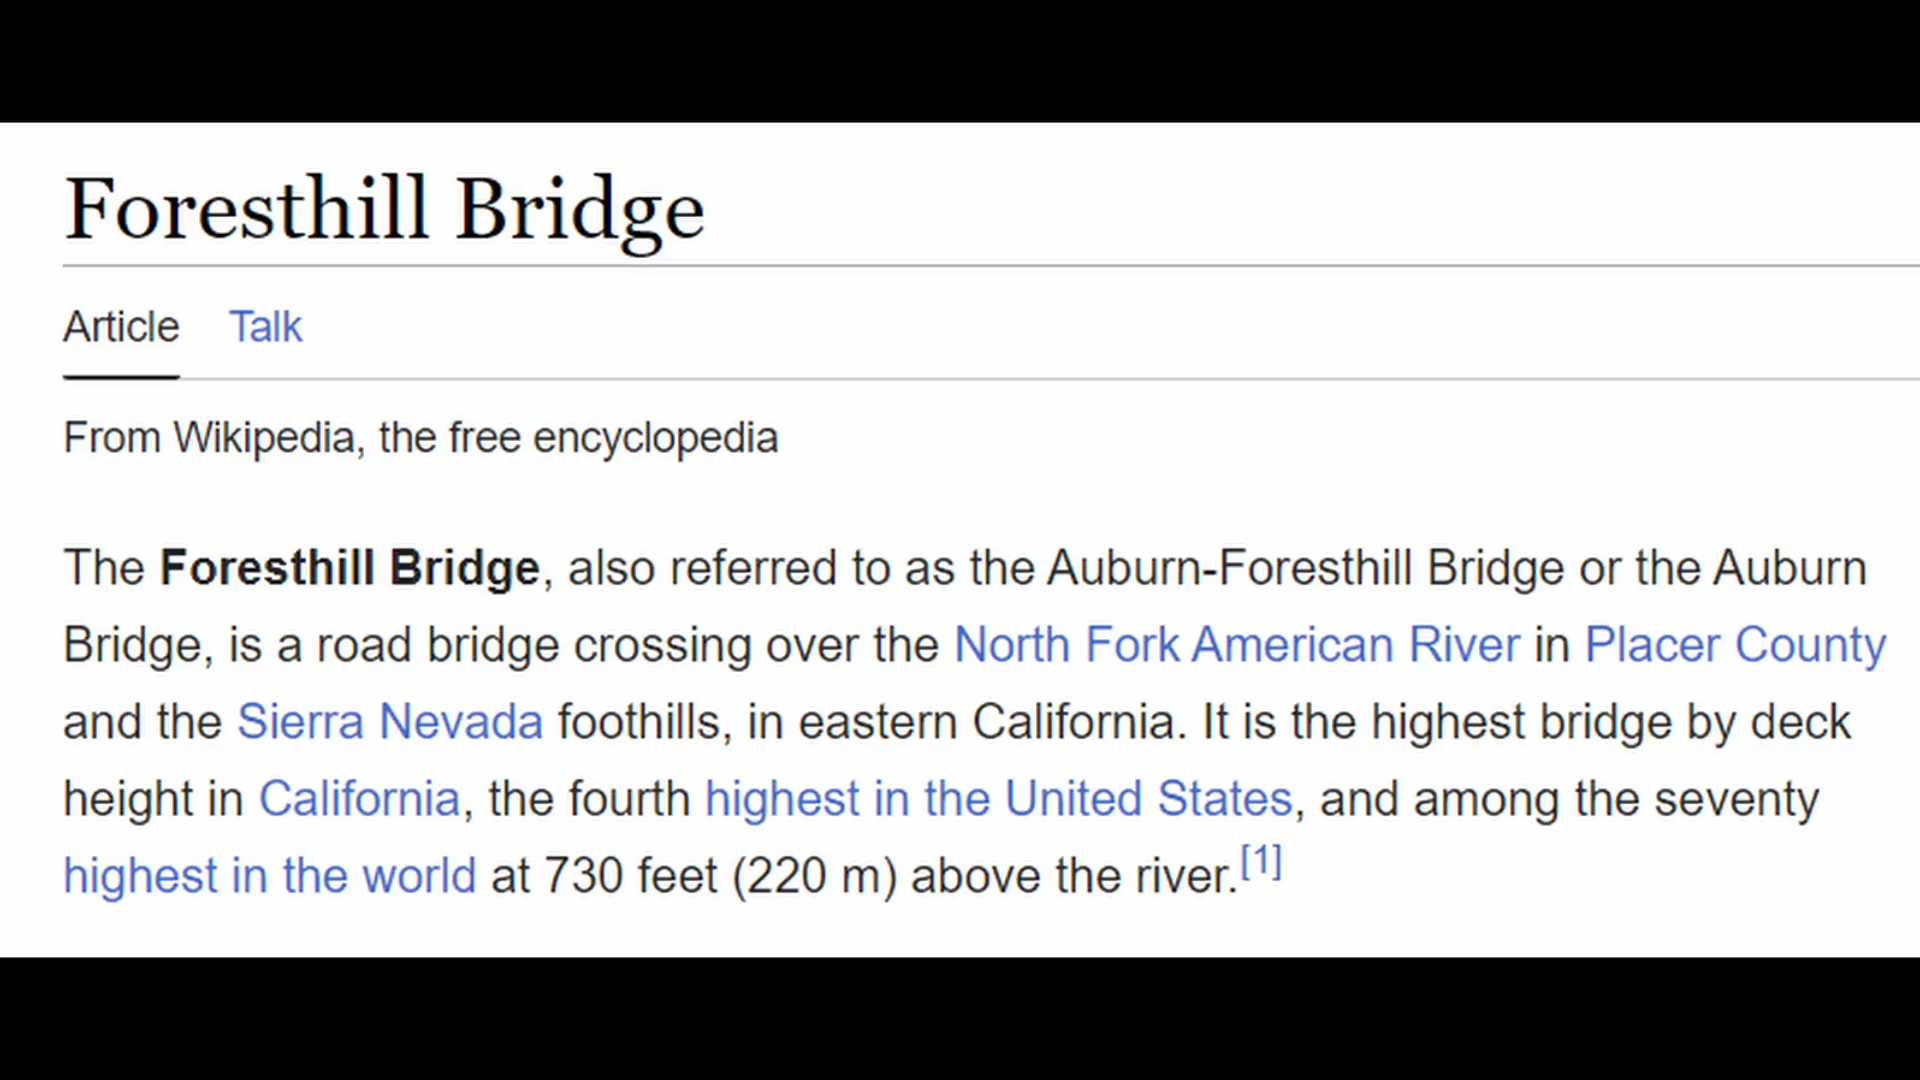 Foresthill Bridge
Article Talk
From Wikipedia, the free encyclopedia
The Foresthill Bridge, also referred to as the Auburn-Foresthill Bridge or the Auburn
Bridge, is a road bridge crossing over the North Fork American River in Placer County
and the Sierra Nevada foothills, in eastern California. It is the highest bridge by deck
height in California, the fourth highest in the United States, and among the seventy
highest in the world at 730 feet (220 m) above the river.[1]